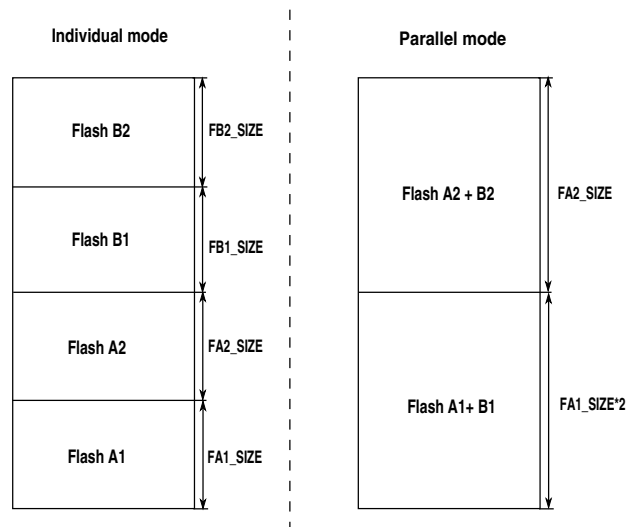 Individual mode
Parallel mode
Flash B2
FB2_SIZE
Flash B1
FB1_SIZE
Flash A2
FA2_SIZE
Flash A1
FA1_SIZE
Flash A2 + B2
FA2_SIZE
Flash A1+ B1
FA1_SIZE*2